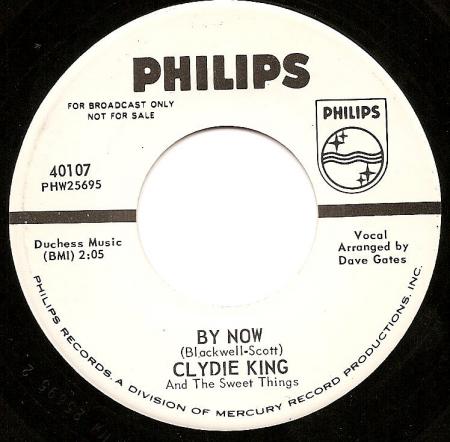 PHILIPS
FOR BROADCAST ONLY
NOT FOR SALE
PHILIPS
40107
PHW25695
Duchess Music
(BMI) 2:05
Vocal
Arranged by
Dave Gates
BY NOW
(Blackwell-Scott)
CLYDIE KING
And The Sweet Things
PHILIPS RECORDS, A DIVISION OF MERCURY RECORD PRODUCTIONS, INC.